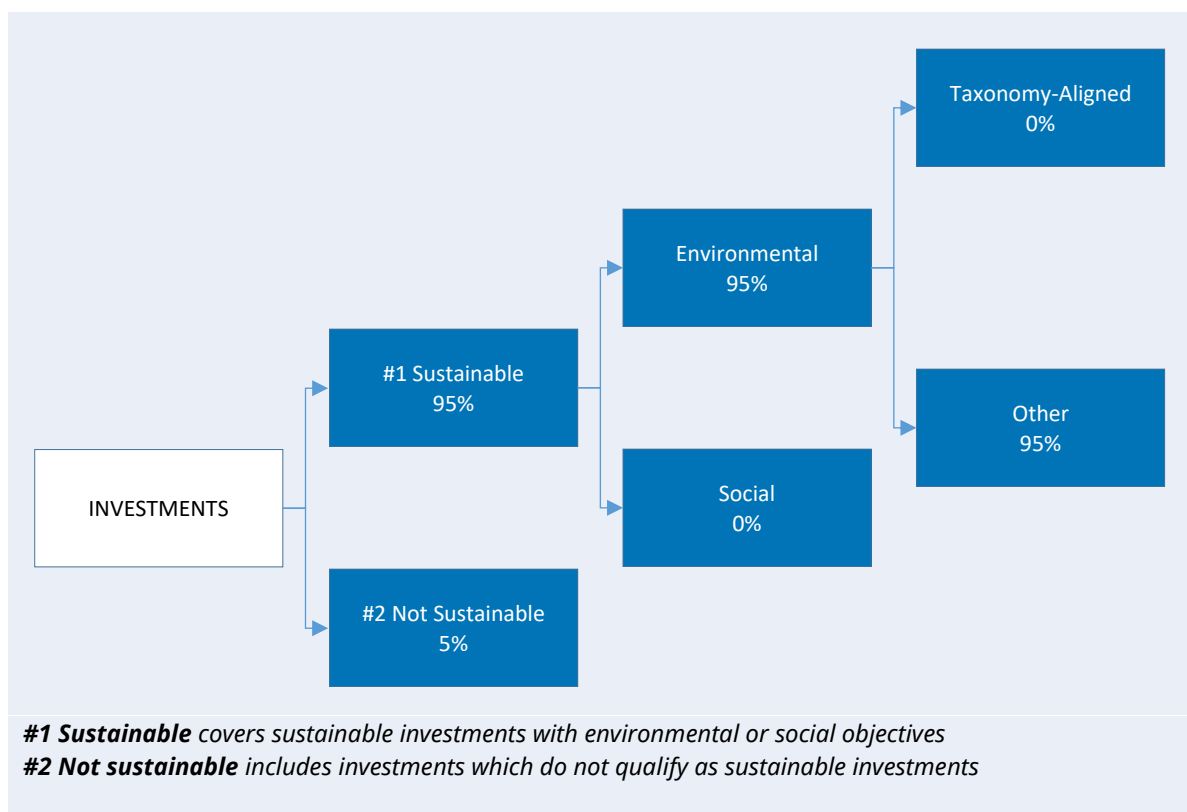 Taxonomy-Aligned
0%
Environmental
95%
#1 Sustainable
95%
Other
95%
INVESTMENTS
Social
0%
#2 Not Sustainable
5%
#1 Sustainable covers sustainable investments with environmental or social objectives
#2 Not sustainable includes investments which do not qualify as sustainable investments